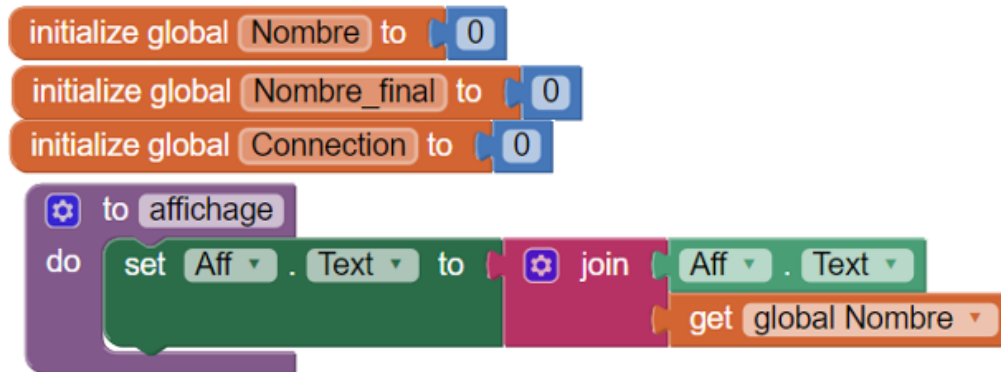 initialize global Nombre to 0
initialize global Nombre_final to 0
initialize global Connection to 0
to affichage
do set Aff . Text to join Aff . Text
get global Nombre